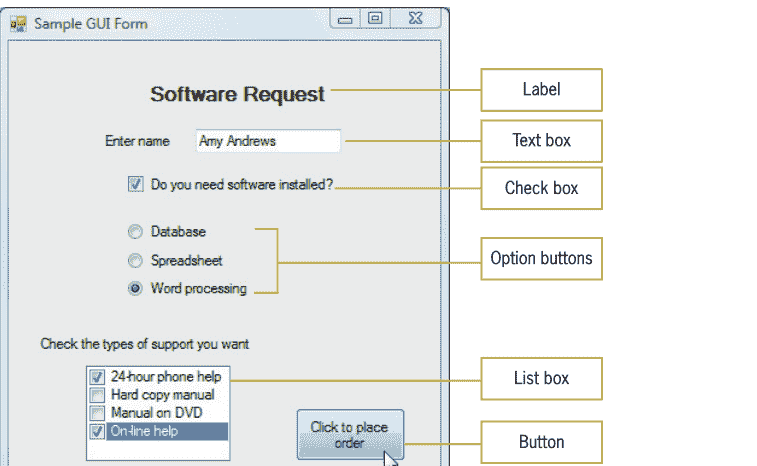 Sample GUI Form
Software Request
Label
Enter name
Amy Andrews
Text box
Do you need software installed?
Check box
Database
Spreadsheet
Word processing
Option buttons
Check the types of support you want
24-hour phone help
Hard copy manual
Manual on DVD
On-line help
List box
Click to place
order
Button